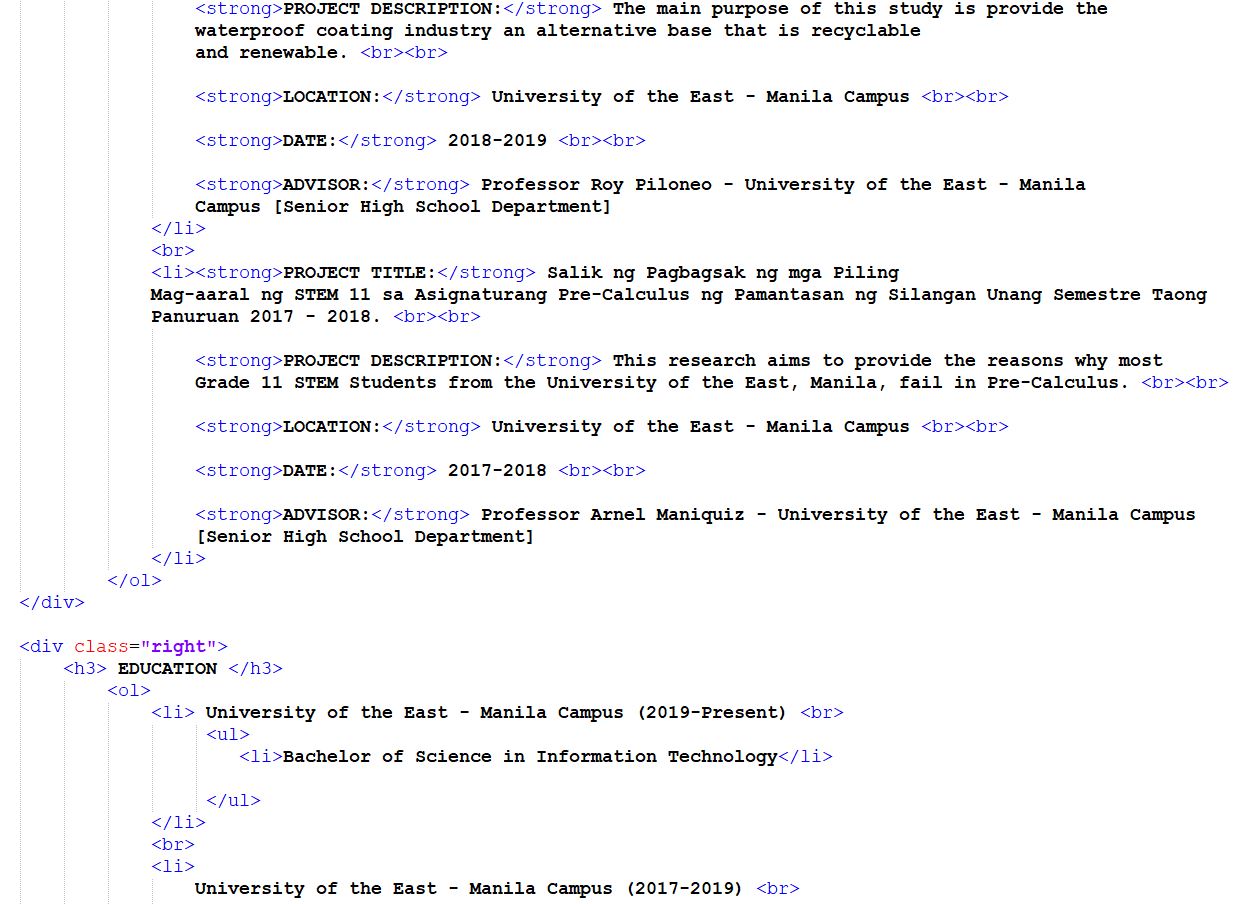 <strong>PROJECT DESCRIPTION:</strong> The main purpose of this study is provide the
waterproof coating industry an alternative base that is recyclable
and renewable. <br><br>
<strong>LOCATION:</strong> University of the East - Manila Campus <br><br>
<strong>DATE:</strong> 2018-2019 <br><br>
<strong>ADVISOR:</strong> Professor Roy Piloneo - University of the East - Manila
Campus [Senior High School Department]
</li>
<br>
<li><strong>PROJECT TITLE:</strong> Salik ng Pagbagsak ng mga Piling
Mag-aaral ng STEM 11 sa Asignaturang Pre-Calculus ng Pamantasan ng Silangan Unang Semestre Taong
Panuruan 2017 - 2018. <br><br>
<strong>PROJECT DESCRIPTION:</strong> This research aims to provide the reasons why most
Grade 11 STEM Students from the University of the East, Manila, fail in Pre-Calculus. <br><br>
<strong>LOCATION:</strong> University of the East - Manila Campus <br><br>
<strong>DATE:</strong> 2017-2018 <br><br>
<strong>ADVISOR:</strong> Professor Arnel Maniquiz - University of the East - Manila Campus
[Senior High School Department]
</li>
</ol>
</div>
<div class="right">
<h3> EDUCATION </h3>
<ol>
<li> University of the East - Manila Campus (2019-Present) <br>
<ul>
<li>Bachelor of Science in Information Technology</li>
</ul>
</li>
<br>
<li>
University of the East - Manila Campus (2017-2019) <br>